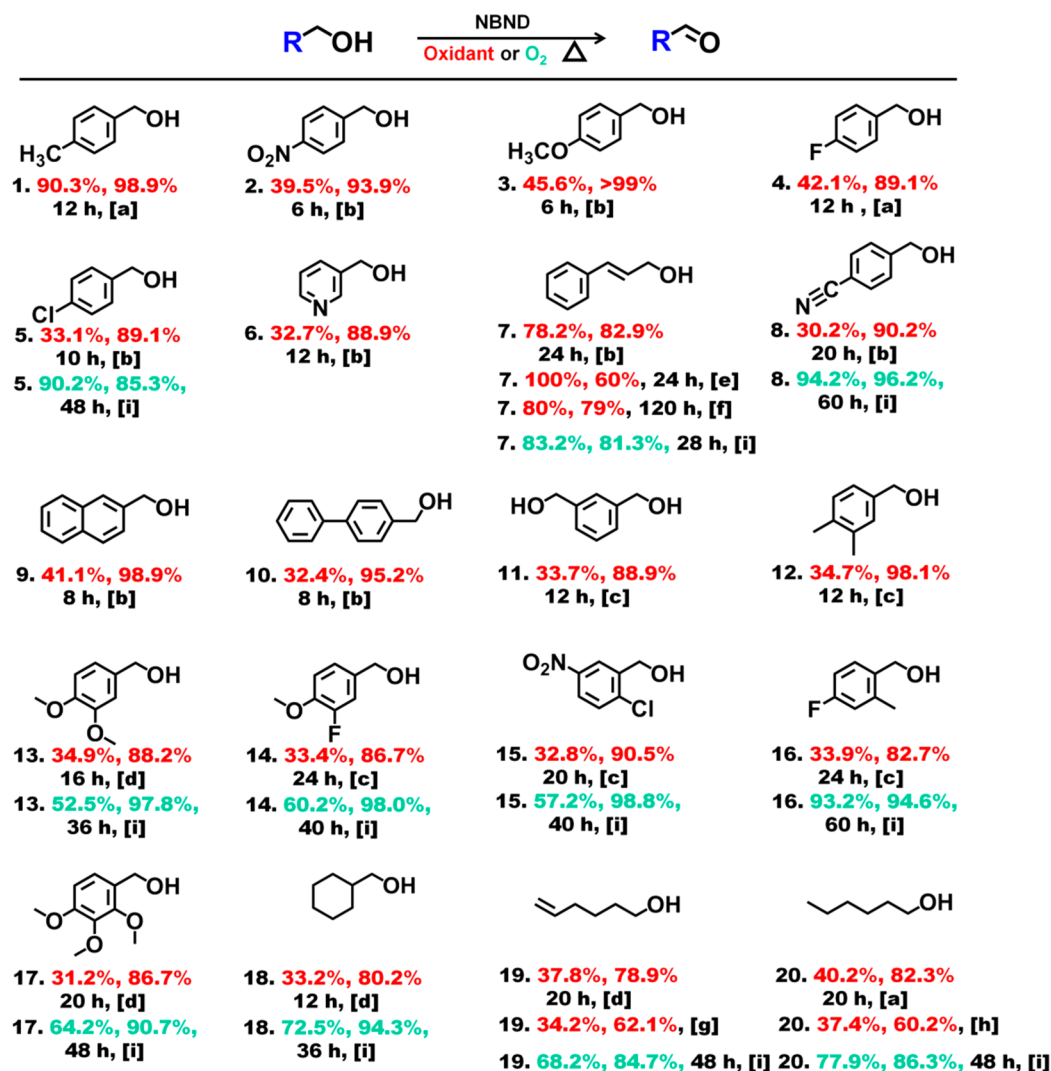 R OH NBND R O
Oxidant or O2 △
OH OH OH OH
H3C O2N H3CO F
1. 90.3%, 98.9% 2. 39.5%, 93.9% 3. 45.6%, >99% 4. 42.1%, 89.1%
12 h, [a] 6 h, [b] 6 h, [b] 12 h , [a]
OH OH OH OH
Cl N N
5. 33.1%, 89.1% 6. 32.7%, 88.9% 7. 78.2%, 82.9% 8. 30.2%, 90.2%
10 h, [b] 12 h, [b] 24 h, [b] 20 h, [b]
5. 90.2%, 85.3%, 7. 100%, 60%, 24 h, [e] 8. 94.2%, 96.2%,
48 h, [i] 7. 80%, 79%, 120 h, [f] 60 h, [i]
7. 83.2%, 81.3%, 28 h, [i]
OH OH HO OH OH
9. 41.1%, 98.9% 10. 32.4%, 95.2% 11. 33.7%, 88.9% 12. 34.7%, 98.1%
8 h, [b] 8 h, [b] 12 h, [c] 12 h, [c]
OH OH O2N OH OH
O O F Cl F
O
13. 34.9%, 88.2% 14. 33.4%, 86.7% 15. 32.8%, 90.5% 16. 33.9%, 82.7%
16 h, [d] 24 h, [c] 20 h, [c] 24 h, [c]
13. 52.5%, 97.8%, 14. 60.2%, 98.0%, 15. 57.2%, 98.8%, 16. 93.2%, 94.6%,
36 h, [i] 40 h, [i] 40 h, [i] 60 h, [i]
OH OH OH OH
O O O
17. 31.2%, 86.7% 18. 33.2%, 80.2% 19. 37.8%, 78.9% 20. 40.2%, 82.3%
20 h, [d] 12 h, [d] 20 h, [d] 20 h, [a]
17. 64.2%, 90.7%, 18. 72.5%, 94.3%, 19. 34.2%, 62.1%, [g] 20. 37.4%, 60.2%, [h]
48 h, [i] 36 h, [i] 19. 68.2%, 84.7%, 48 h, [i] 20. 77.9%, 86.3%, 48 h, [i]